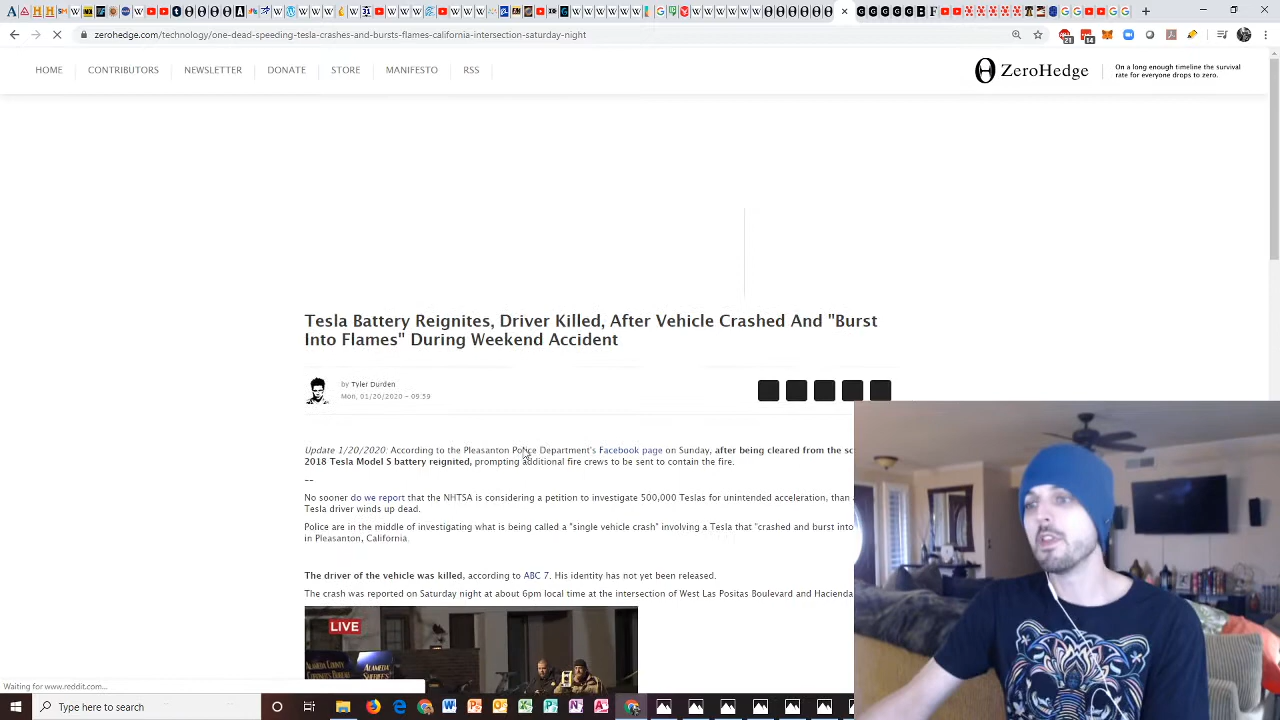 zerohedge.com/technology/one-dead-speeding-tesla-crashes-and-bursts-flames-california-intersection-saturday-night
21
14
HOME
CONTRIBUTORS
NEWSLETTER
DONATE
STORE
MANIFESTO
RSS
ZeroHedge
On a long enough timeline the survival
rate for everyone drops to zero.
Tesla Battery Reignites, Driver Killed, After Vehicle Crashed And "Burst
Into Flames" During Weekend Accident
by Tyler Durden
Mon, 01/20/2020 - 09:59
Update 1/20/2020: According to the Pleasanton Police Department's Facebook page on Sunday, after being cleared from the sc
2018 Tesla Model S battery reignited, prompting additional fire crews to be sent to contain the fire.
--
No sooner do we report that the NHTSA is considering a petition to investigate 500,000 Teslas for unintended acceleration, than
Tesla driver winds up dead.
Police are in the middle of investigating what is being called a "single vehicle crash" involving a Tesla that "crashed and burst into
in Pleasanton, California.
The driver of the vehicle was killed, according to ABC 7. His identity has not yet been released.
The crash was reported on Saturday night at about 6pm local time at the intersection of West Las Positas Boulevard and Hacienda
LIVE
ALAMEDA COUNTY
ALAMEDA
SHERIFF'S
Waiting for www.reddit.com...
Type here to search